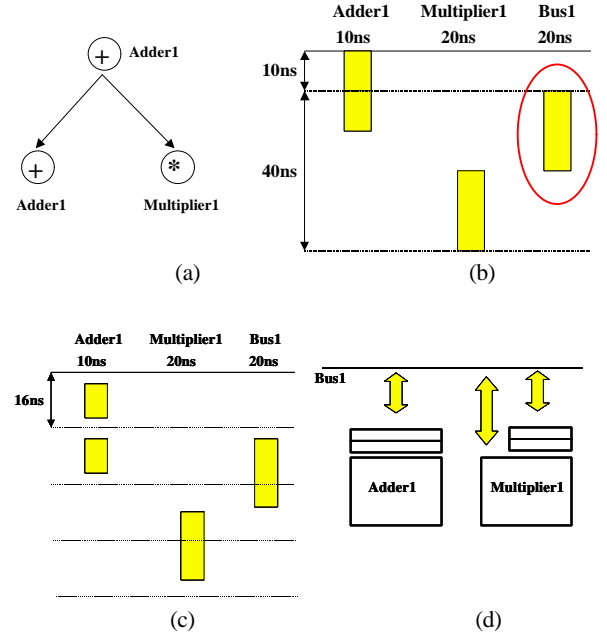 + Adder1
+ *
Adder1 Multiplier1
(a)
Adder1 Multiplier1 Bus1
10ns 20ns 20ns
10ns
40ns
(b)
Adder1 Multiplier1 Bus1
10ns 20ns 20ns
16ns
(c)
Bus1
Adder1 Multiplier1
(d)